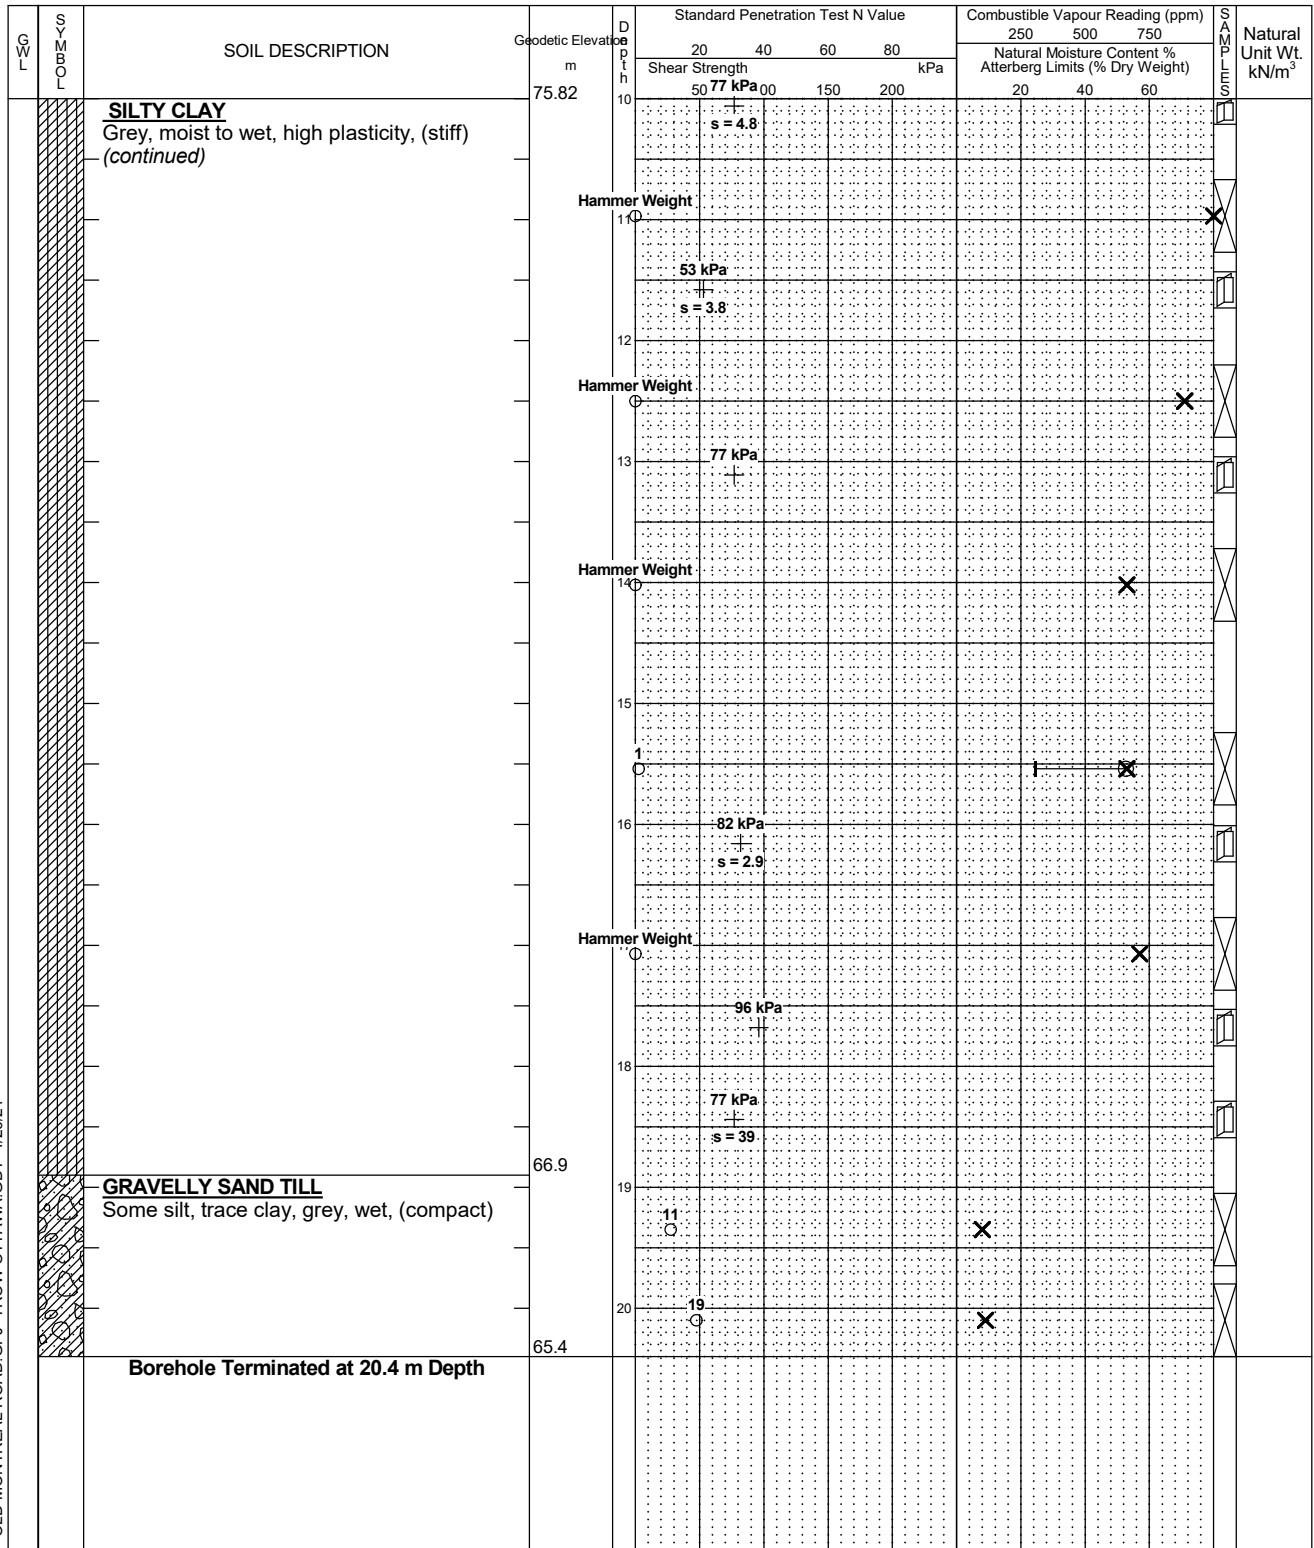 GWL
SYMBOL
SOIL DESCRIPTION
Geodetic Elevation
m
Depth
Standard Penetration Test N Value
20 40 60 80
Shear Strength kPa
50 100 150 200
Combustible Vapour Reading (ppm)
250 500 750
Natural Moisture Content %
Atterberg Limits (% Dry Weight)
20 40 60
SAMPLES
Natural
Unit Wt.
kN/m³
75.82
10
SILTY CLAY
Grey, moist to wet, high plasticity, (stiff)
(continued)
77 kPa
s = 4.8
Hammer Weight
11
53 kPa
s = 3.8
12
Hammer Weight
77 kPa
13
Hammer Weight
14
15
1
16
82 kPa
s = 2.9
Hammer Weight
96 kPa
18
77 kPa
s = 39
66.9
GRAVELLY SAND TILL
Some silt, trace clay, grey, wet, (compact)
19
11
19
20
65.4
Borehole Terminated at 20.4 m Depth